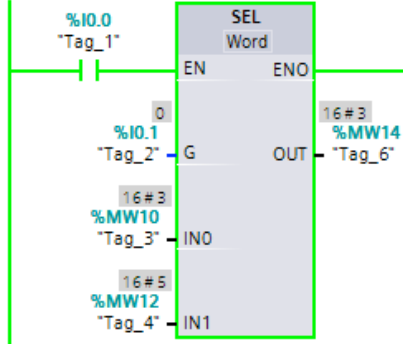 %I0.0
"Tag_1"
SEL
Word
EN
ENO
0
%I0.1
"Tag_2"
G
16#3
%MW14
OUT
"Tag_6"
16#3
%MW10
"Tag_3"
IN0
16#5
%MW12
"Tag_4"
IN1